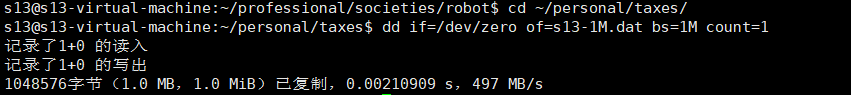 s13@s13-virtual-machine:~/professional/societies/robot$ cd ~/personal/taxes/
s13@s13-virtual-machine:~/personal/taxes$ dd if=/dev/zero of=s13-1M.dat bs=1M count=1
记录了1+0 的读入
记录了1+0 的写出
1048576字节（1.0 MB，1.0 MiB）已复制，0.00210909 s，497 MB/s